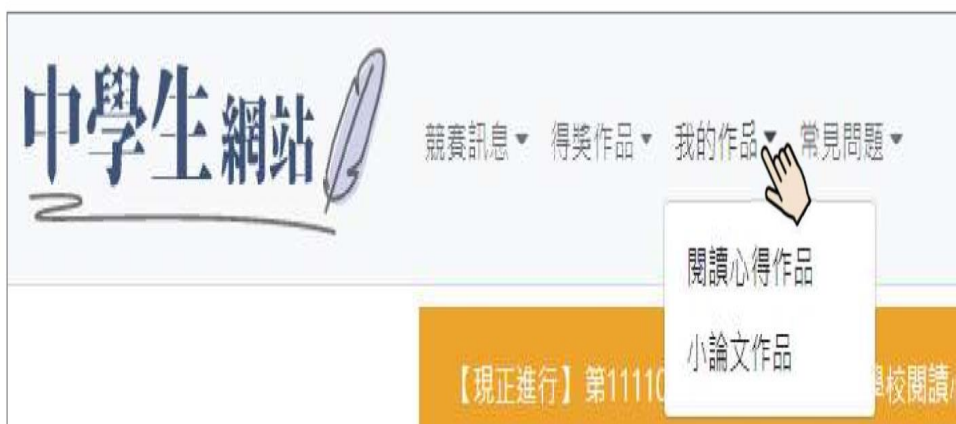 中學生網站
競賽訊息 得獎作品 我的作品 常見問題
閱讀心得作品
小論文作品
【現正進行】第11110 學校閱讀